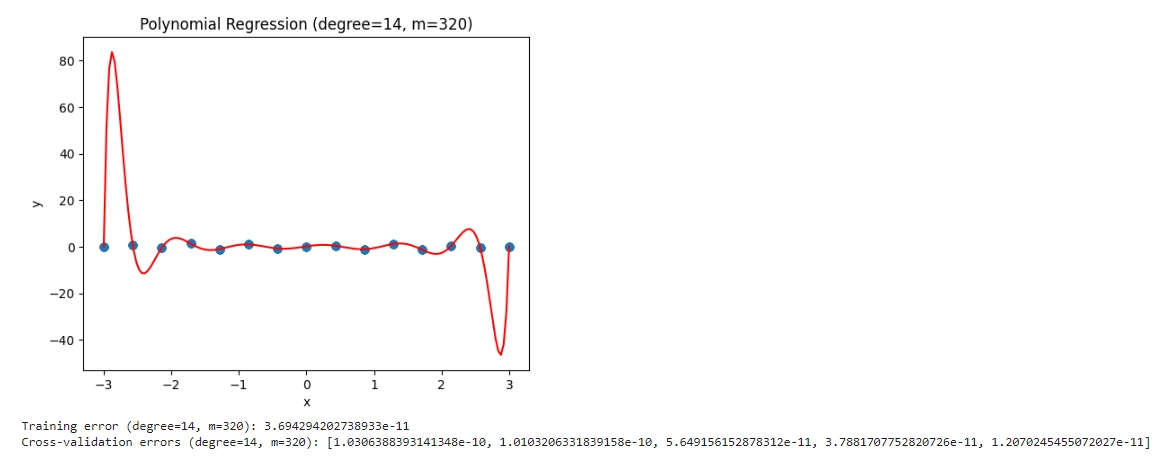 Polynomial Regression (degree=14, m=320)
80
60
40
20
0
−20
−40
y
−3 −2 −1 0 1 2 3
x
Training error (degree=14, m=320): 3.694294202738933e-11
Cross-validation errors (degree=14, m=320): [1.0306388393141348e-10, 1.0103206331839158e-10, 5.649156152878312e-11, 3.7881707752820726e-11, 1.2070245455072027e-11]